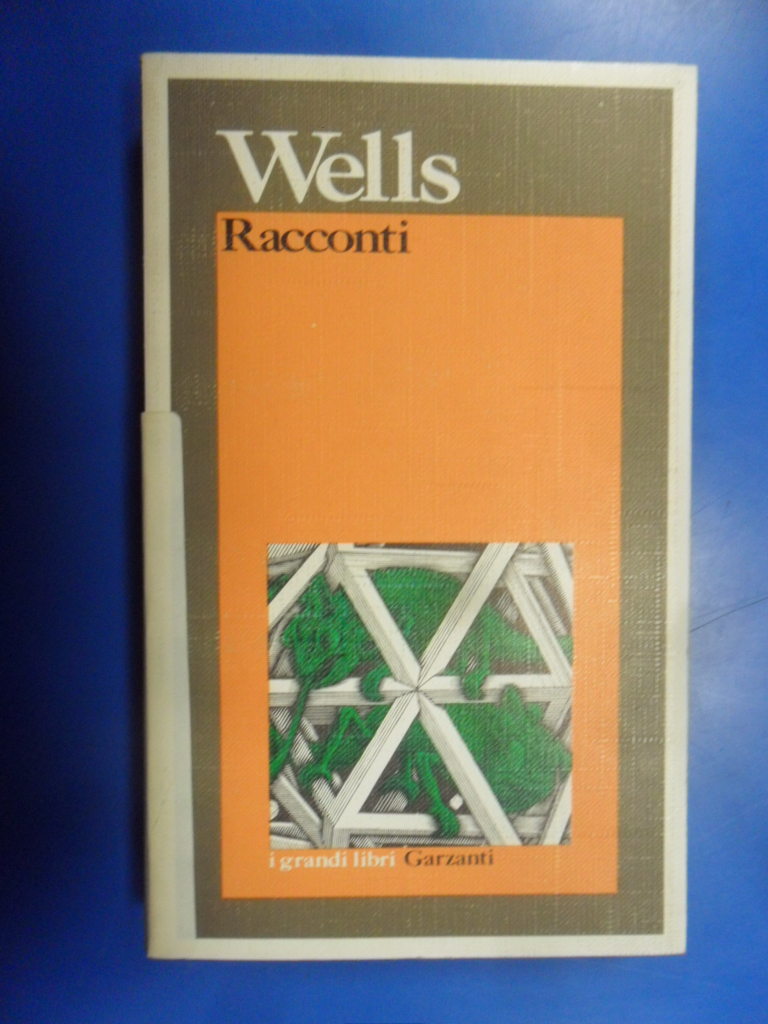 Wells
Racconti
i grandi libri Garzanti